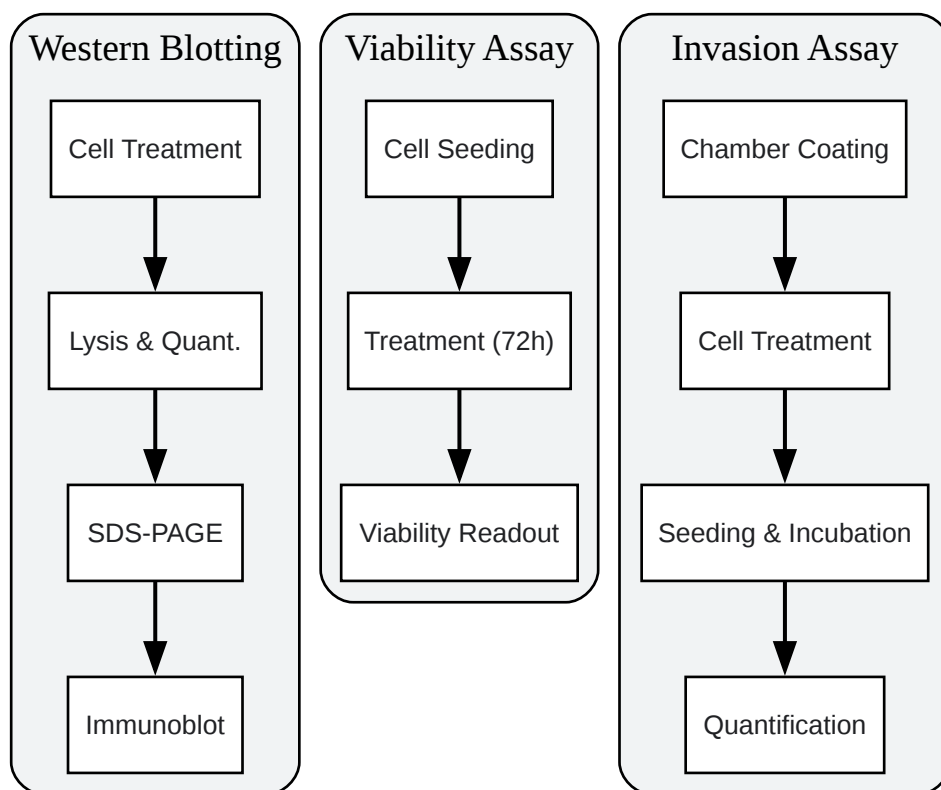 Western Blotting
Cell Treatment
Lysis & Quant.
SDS-PAGE
Immunoblot
Viability Assay
Cell Seeding
Treatment (72h)
Viability Readout
Invasion Assay
Chamber Coating
Cell Treatment
Seeding & Incubation
Quantification